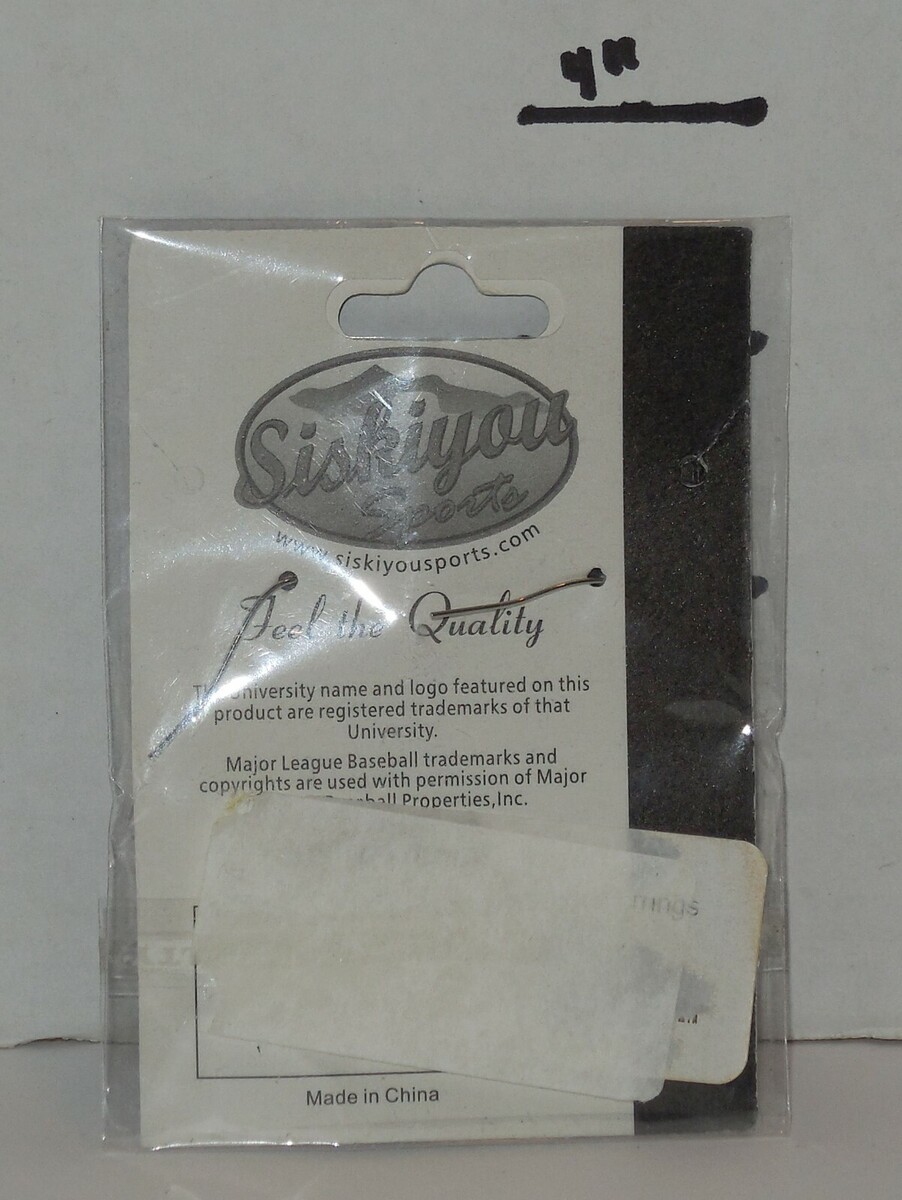 4"
Siskiyou
Sports
www.siskiyousports.com
Feel the Quality
The University name and logo featured on this
product are registered trademarks of that
University.
Major League Baseball trademarks and
copyrights are used with permission of Major
Baseball Properties,Inc.
Made in China